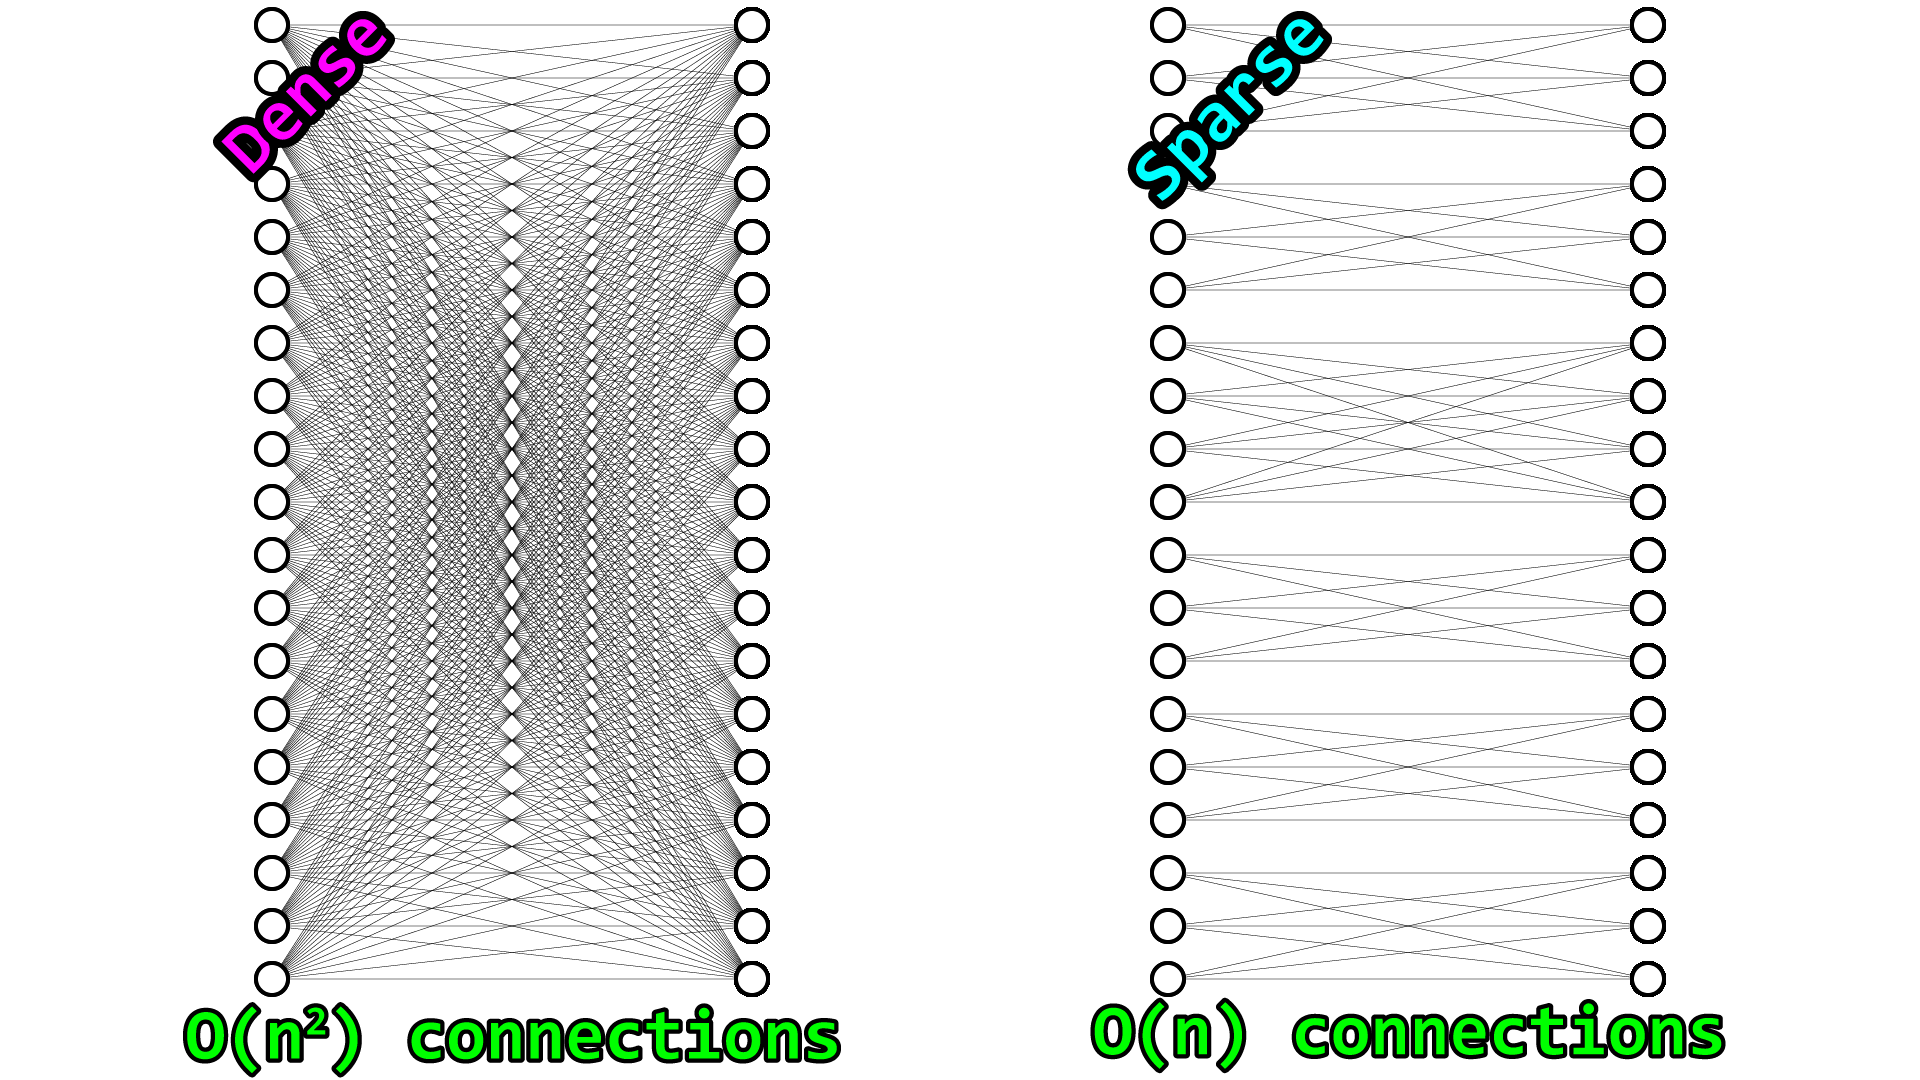 Dense
Sparse
O(n²) connections
O(n) connections